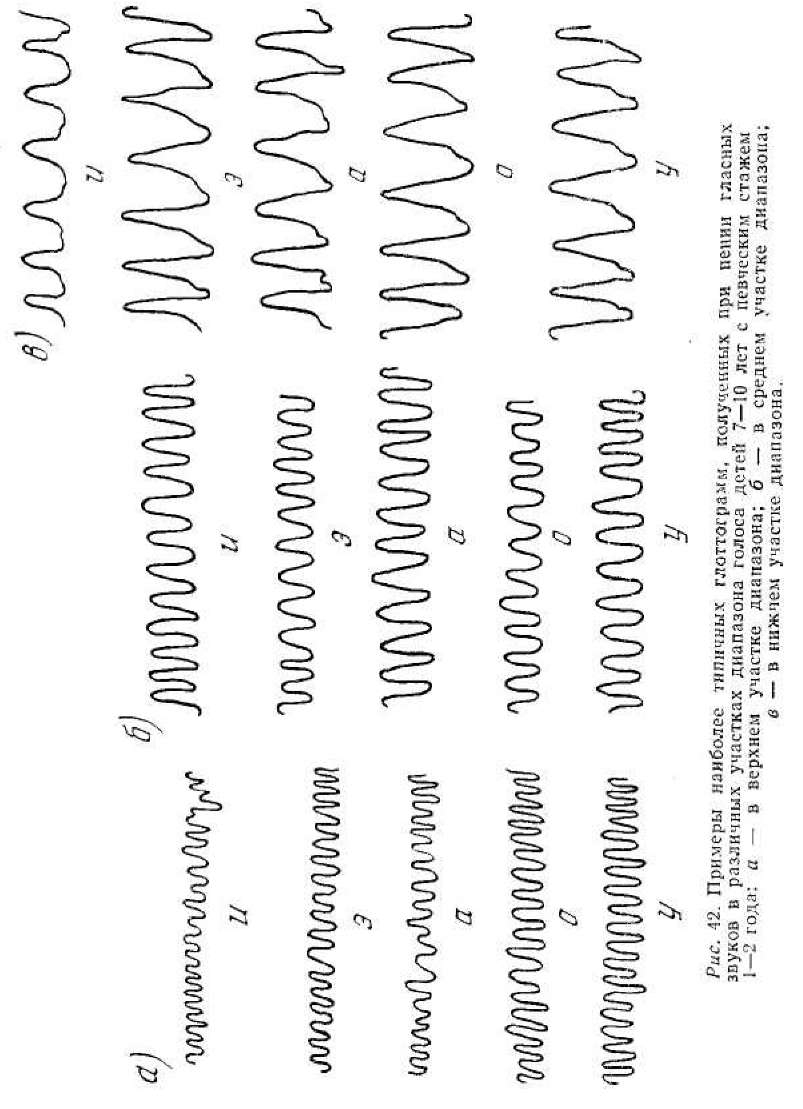 а)
и
э
а
о
у
б)
и
э
а
о
у
в)
и
э
а
о
у
Рис. 42. Примеры наиболее типичных глоттограмм, полученных при пении гласных
звуков в различных участках диапазона голоса детей 7—10 лет с певческим стажем
1—2 года: а — в верхнем участке диапазона; б — в среднем участке диапазона;
в — в нижнем участке диапазона.